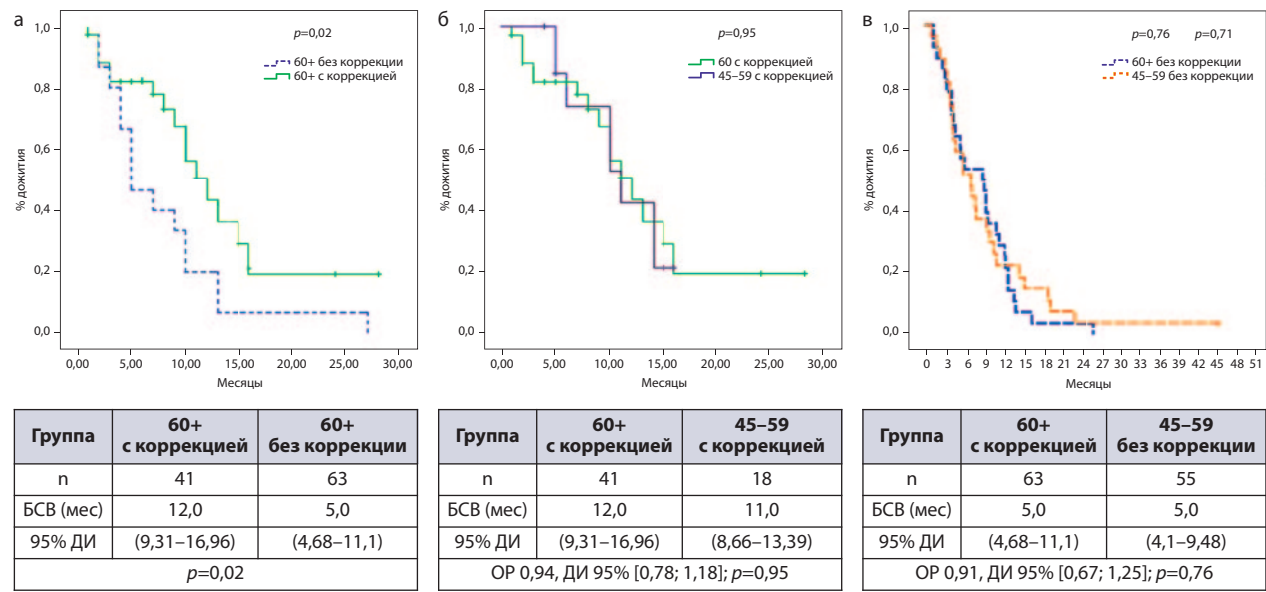 а
p=0,02
60+ без коррекции
60+ с коррекцией
1,0
0,8
0,6
0,4
0,2
0,0
% дожития
,00 5,00 10,00 15,00 20,00 25,00 30,00
Месяцы
б
p=0,95
60 с коррекцией
45–59 с коррекцией
1,0
0,8
0,6
0,4
0,2
0,0
% дожития
0,00 5,00 10,00 15,00 20,00 25,00 30,00
Месяцы
в
p=0,76 p=0,71
60+ без коррекции
45–59 без коррекции
1,0
0,8
0,6
0,4
0,2
0,0
% дожития
0 3 6 9 12 15 18 21 24 27 30 33 36 39 42 45 48 51
Месяцы
Группа 60+ с коррекцией 60+ без коррекции
n 41 63
БСВ (мес) 12,0 5,0
95% ДИ (9,31–16,96) (4,68–11,1)
p=0,02
Группа 60+ с коррекцией 45–59 с коррекцией
n 41 18
БСВ (мес) 12,0 11,0
95% ДИ (9,31–16,96) (8,66–13,39)
ОР 0,94, ДИ 95% [0,78; 1,18]; p=0,95
Группа 60+ с коррекцией 45–59 без коррекции
n 63 55
БСВ (мес) 5,0 5,0
95% ДИ (4,68–11,1) (4,1–9,48)
ОР 0,91, ДИ 95% [0,67; 1,25]; p=0,76